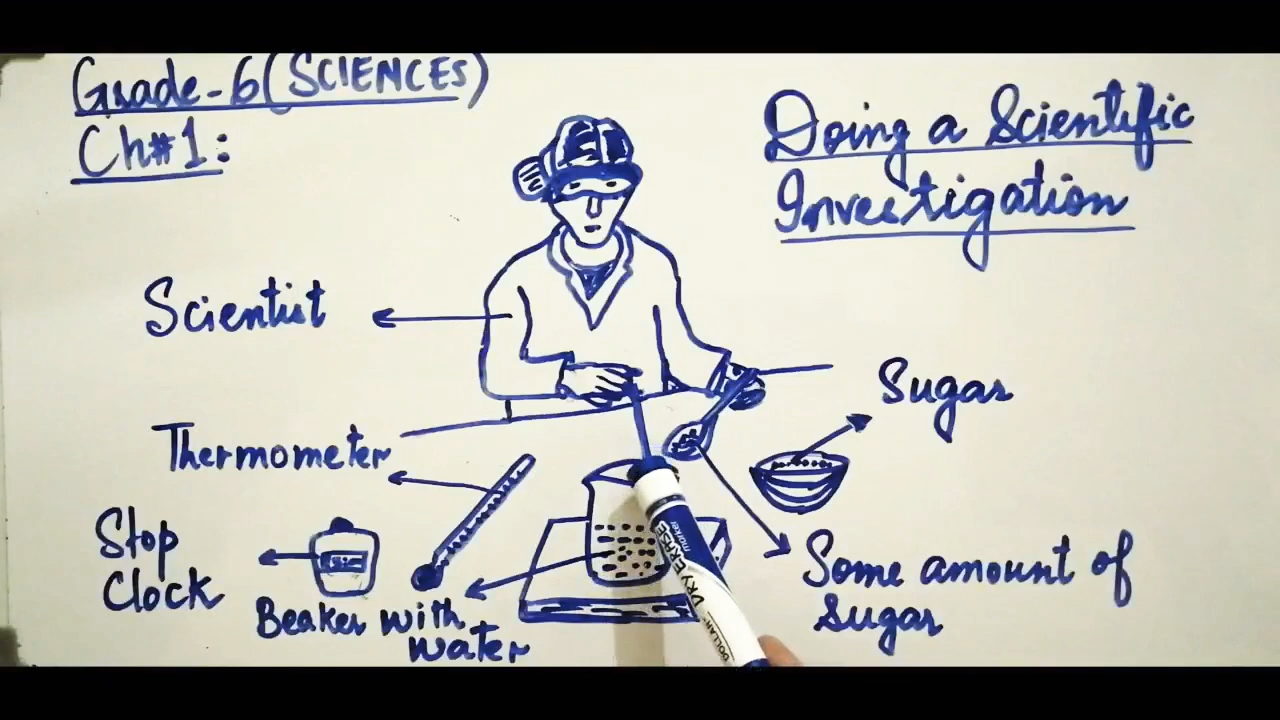 Grade-6(SCIENCES)
Ch#1:
Doing a Scientific
Investigation
Scientist
Sugar
Thermometer
Stop
Clock
Beaker with
water
Some amount of
sugar
DOLLAR DRY ERASE marker